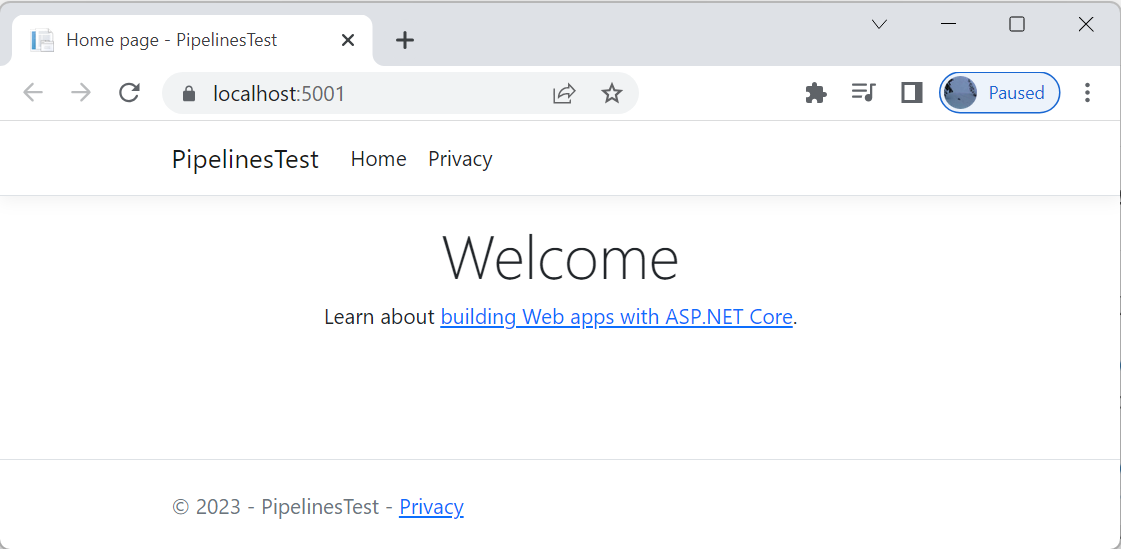 Home page - PipelinesTest
localhost:5001
Paused
PipelinesTest Home Privacy
Welcome
Learn about building Web apps with ASP.NET Core.
© 2023 - PipelinesTest - Privacy